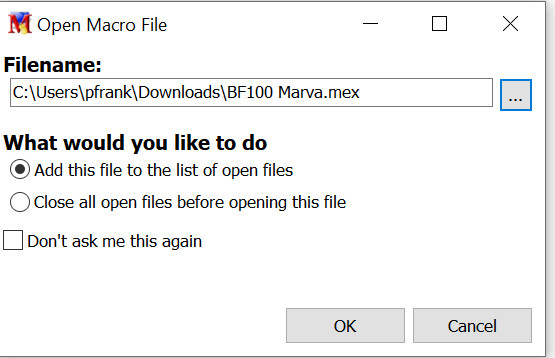 Open Macro File
Filename:
C:\Users\pfrank\Downloads\BF100 Marva.mex
...
What would you like to do
Add this file to the list of open files
Close all open files before opening this file
Don't ask me this again
OK
Cancel